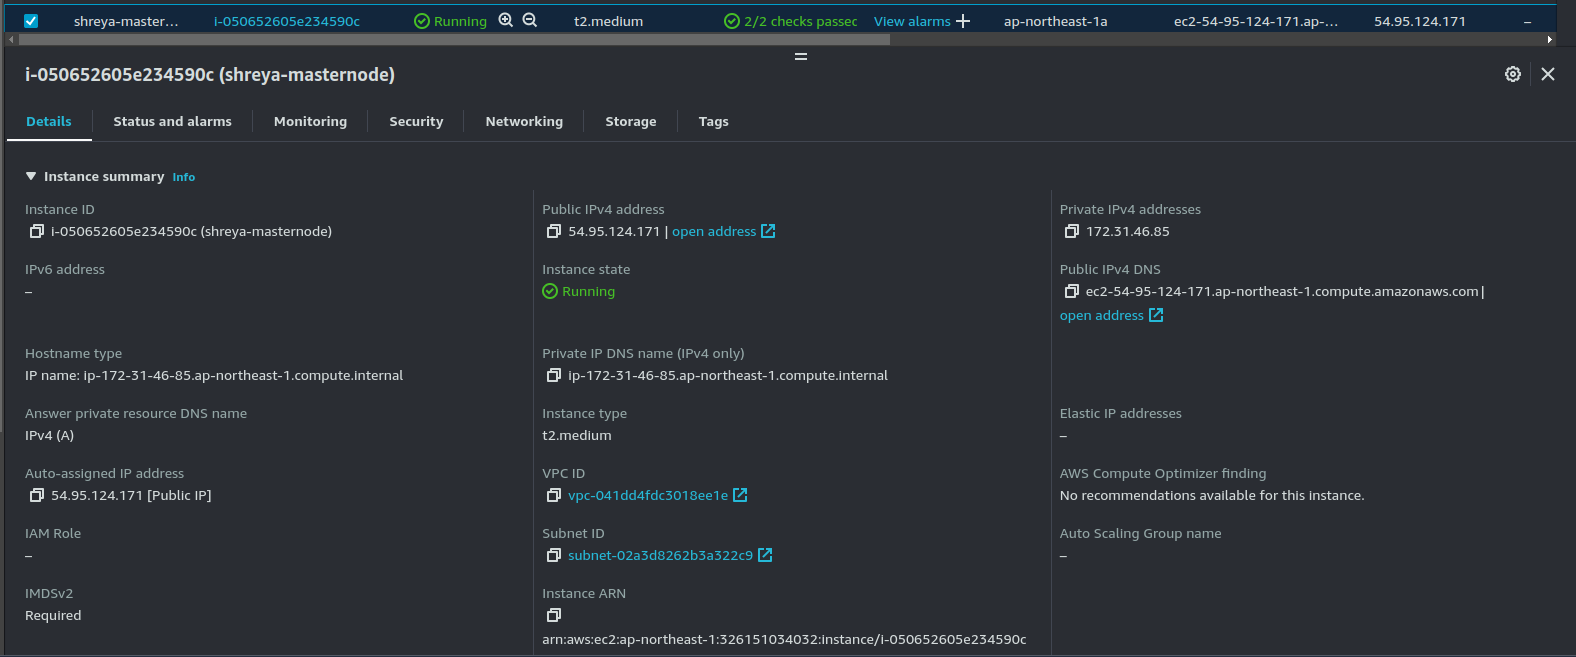 shreya-master... i-050652605e234590c Running t2.medium 2/2 checks passec View alarms + ap-northeast-1a ec2-54-95-124-171.ap-... 54.95.124.171 –
i-050652605e234590c (shreya-masternode)
Details Status and alarms Monitoring Security Networking Storage Tags
Instance summary Info
Instance ID Public IPv4 address Private IPv4 addresses
i-050652605e234590c (shreya-masternode) 54.95.124.171 | open address 172.31.46.85
IPv6 address Instance state Public IPv4 DNS
– Running ec2-54-95-124-171.ap-northeast-1.compute.amazonaws.com |
open address
Hostname type Private IP DNS name (IPv4 only)
IP name: ip-172-31-46-85.ap-northeast-1.compute.internal ip-172-31-46-85.ap-northeast-1.compute.internal
Answer private resource DNS name Instance type Elastic IP addresses
IPv4 (A) t2.medium –
Auto-assigned IP address VPC ID AWS Compute Optimizer finding
54.95.124.171 [Public IP] vpc-041dd4fdc3018ee1e No recommendations available for this instance.
IAM Role Subnet ID Auto Scaling Group name
– subnet-02a3d8262b3a322c9 –
IMDSv2 Instance ARN
Required
arn:aws:ec2:ap-northeast-1:326151034032:instance/i-050652605e234590c